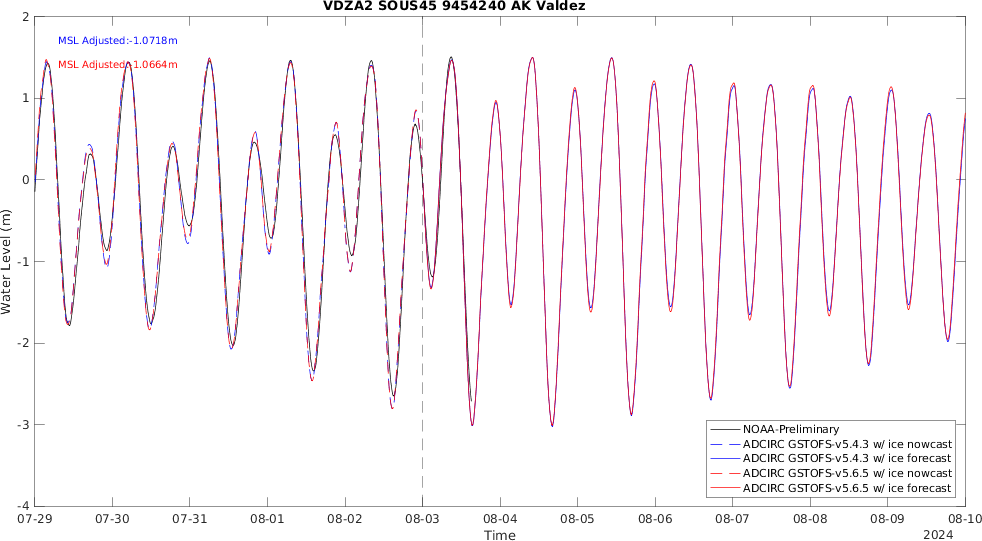 VDZA2 SOUS45 9454240 AK Valdez
MSL Adjusted:-1.0718m
MSL Adjusted:-1.0664m
Water Level (m)
2
1
0
-1
-2
-3
-4
NOAA-Preliminary
ADCIRC GSTOFS-v5.4.3 w/ ice nowcast
ADCIRC GSTOFS-v5.4.3 w/ ice forecast
ADCIRC GSTOFS-v5.6.5 w/ ice nowcast
ADCIRC GSTOFS-v5.6.5 w/ ice forecast
07-29 07-30 07-31 08-01 08-02 08-03 08-04 08-05 08-06 08-07 08-08 08-09 08-10
Time
2024